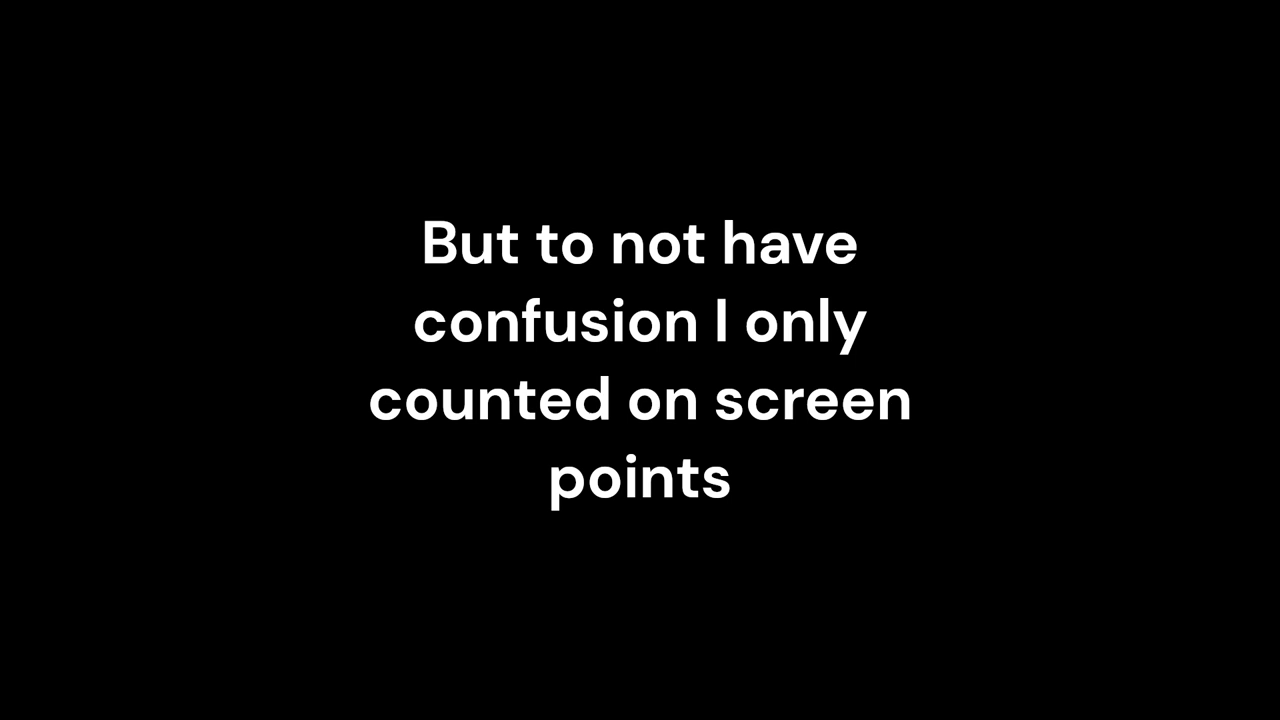 But to not have
confusion I only
counted on screen
points